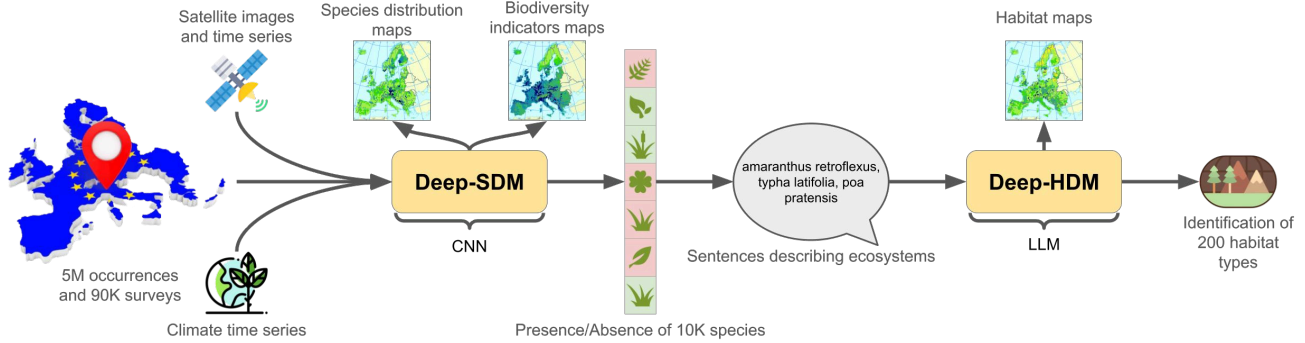 Satellite images
and time series
Species distribution
maps
Biodiversity
indicators maps
Habitat maps
Deep-SDM
CNN
amaranthus retroflexus,
typha latifolia, poa
pratensis
Sentences describing ecosystems
Deep-HDM
LLM
Identification of
200 habitat
types
5M occurrences
and 90K surveys
Climate time series
Presence/Absence of 10K species